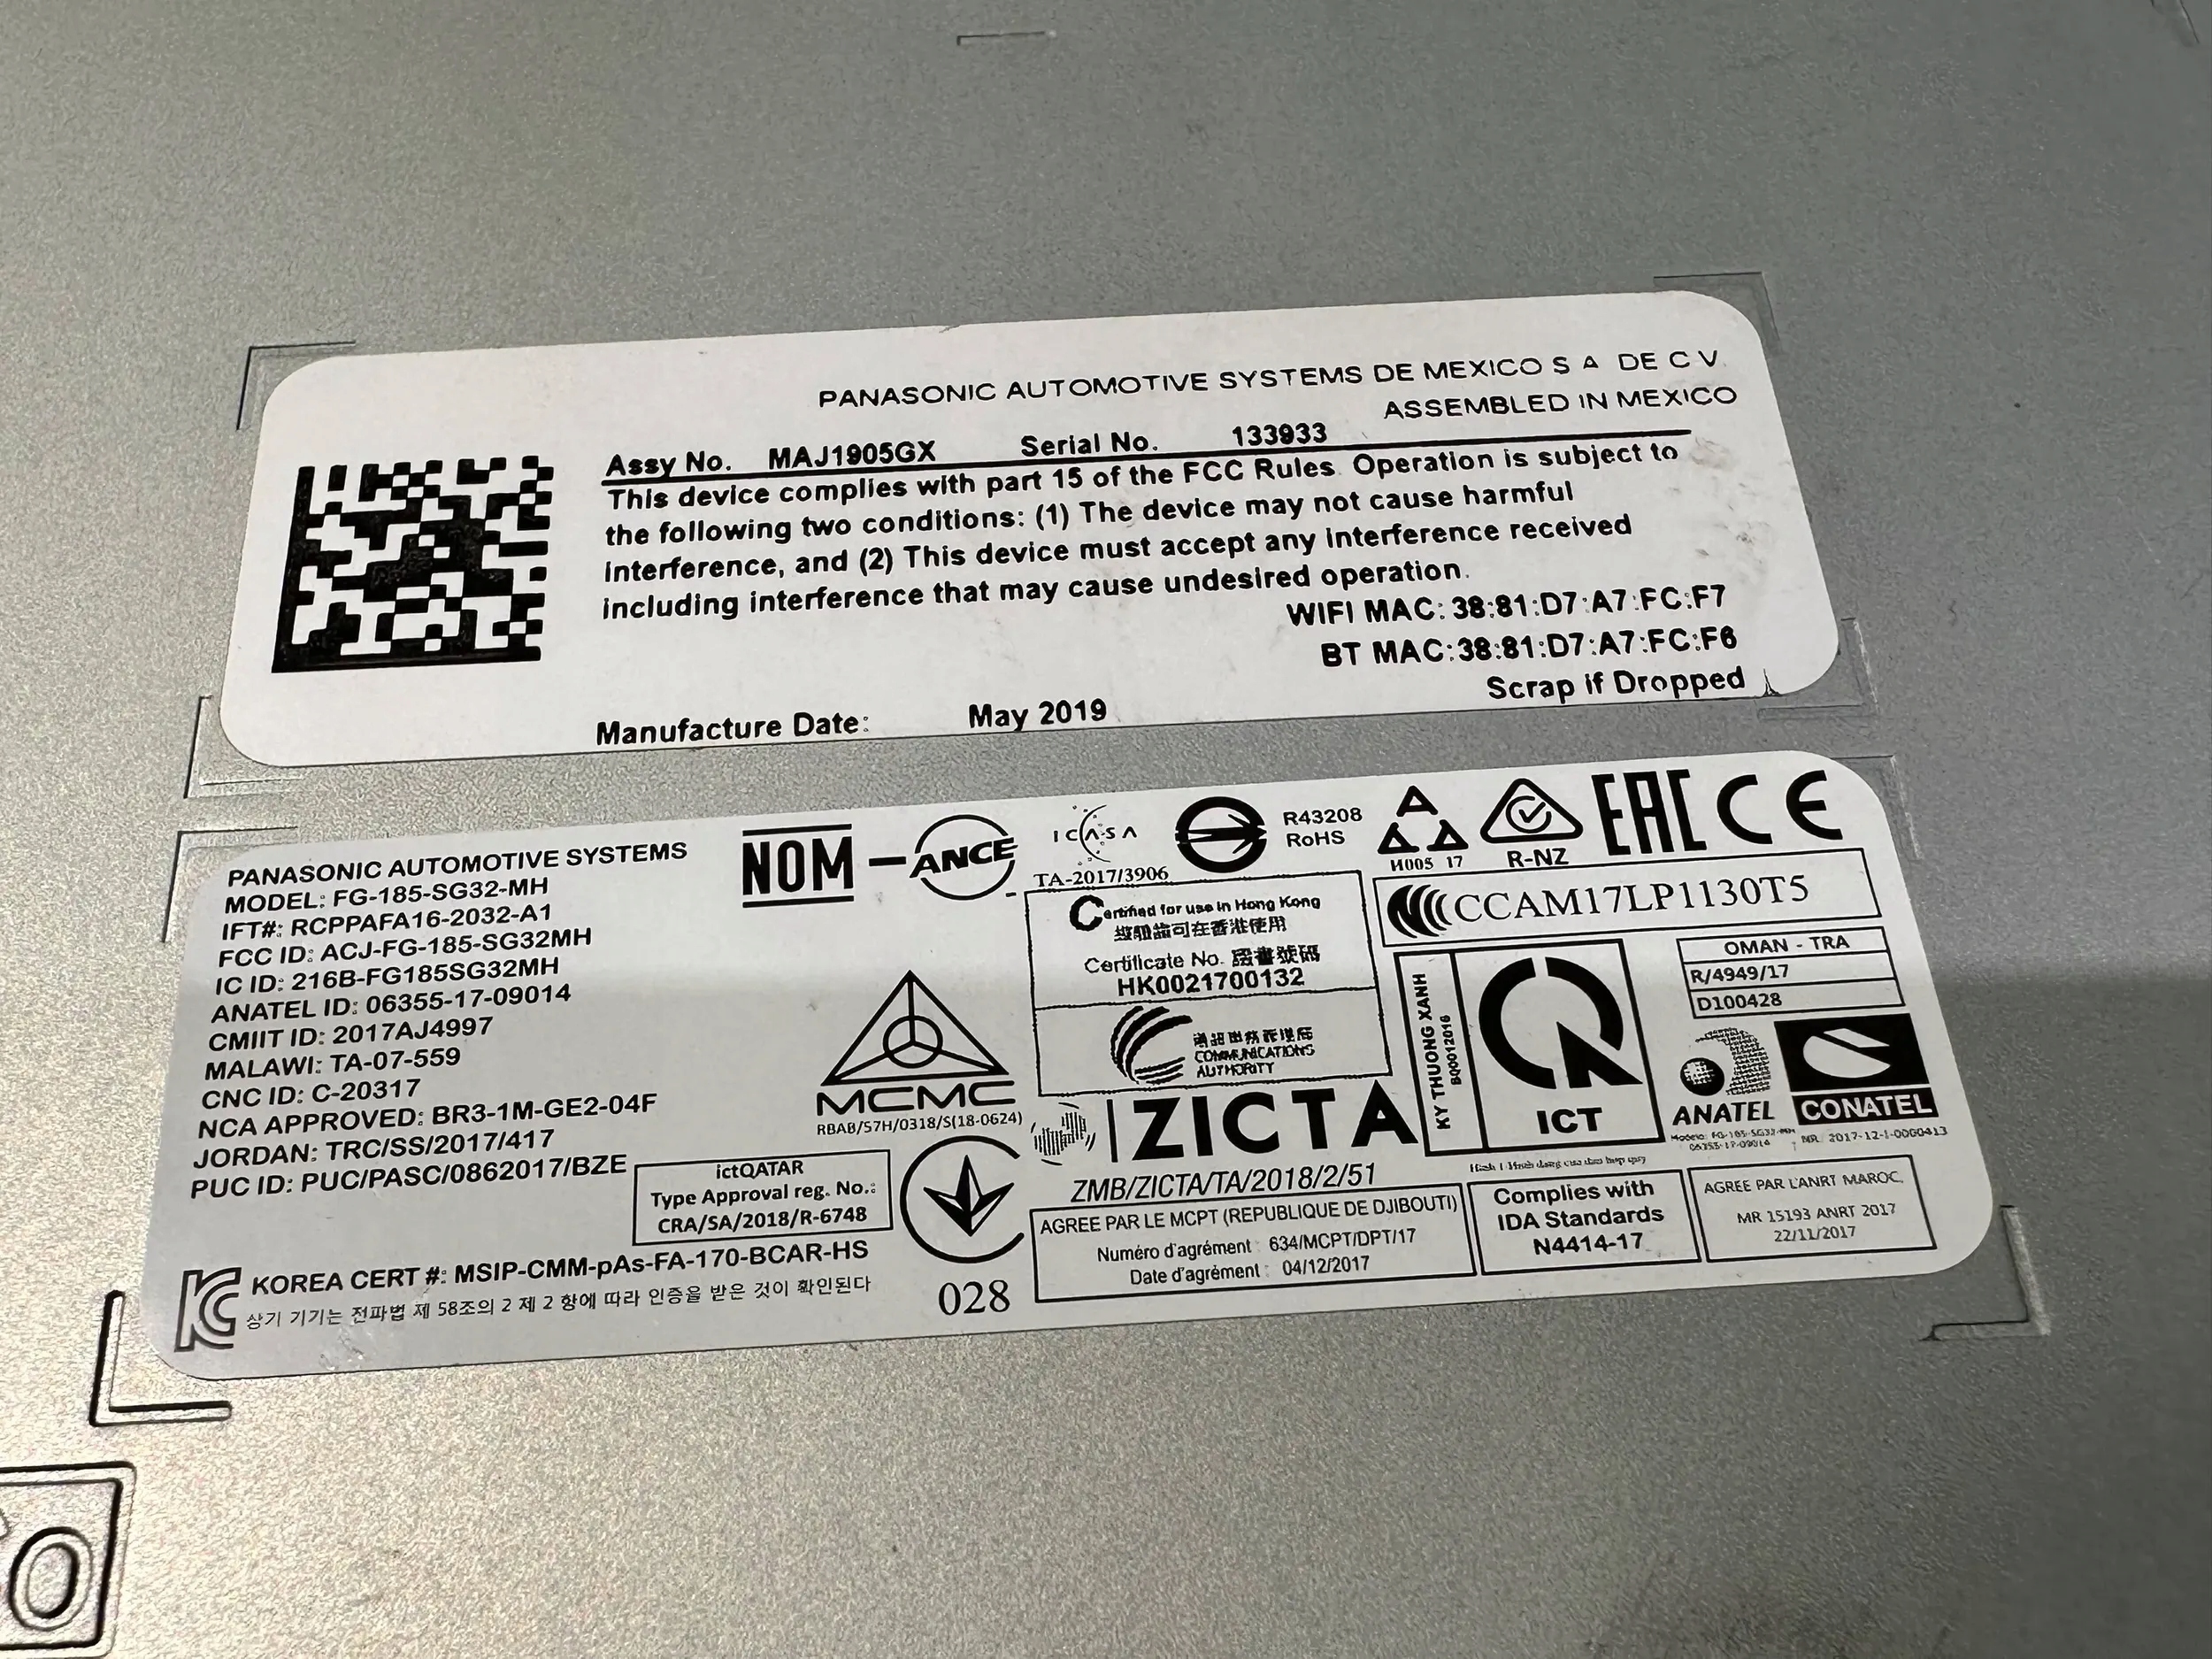 PANASONIC AUTOMOTIVE SYSTEMS DE MEXICO S A DE C V.
ASSEMBLED IN MEXICO
Assy No. MAJ1905GX Serial No. 133933
This device complies with part 15 of the FCC Rules. Operation is subject to
the following two conditions: (1) The device may not cause harmful
interference, and (2) This device must accept any interference received
including interference that may cause undesired operation.
WIFI MAC: 38:81:D7:A7:FC:F7
BT MAC:38:81:D7:A7:FC:F6
Scrap if Dropped
Manufacture Date: May 2019
PANASONIC AUTOMOTIVE SYSTEMS
MODEL: FG-185-SG32-MH
IFT#: RCPPAFA16-2032-A1
FCC ID: ACJ-FG-185-SG32MH
IC ID: 216B-FG185SG32MH
ANATEL ID: 06355-17-09014
CMIIT ID: 2017AJ4997
MALAWI: TA-07-559
CNC ID: C-20317
NCA APPROVED: BR3-1M-GE2-04F
JORDAN: TRC/SS/2017/417
PUC ID: PUC/PASC/0862017/BZE
ictQATAR
Type Approval reg. No.:
CRA/SA/2018/R-6748
KOREA CERT #: MSIP-CMM-pAs-FA-170-BCAR-HS
상기 기기는 전파법 제 58조의 2 제 2 항에 따라 인증을 받은 것이 확인된다
NOM-ANCE
ICASA
TA-2017/3906
R43208
RoHS
H005 17
R-NZ
EAC CE
Certified for use in Hong Kong
可在香港使用
Certificate No.
HK0021700132
COMMUNICATIONS
AUTHORITY
CCAM17LP1130T5
MCMC
RBAB/57H/0318/S(18-0624)
028
ZICTA
ZMB/ZICTA/TA/2018/2/51
KY THUONG XANH
BQ0012016
ICT
OMAN - TRA
R/4949/17
D100428
ANATEL
CONATEL
NR. 2017-12-I-0000413
AGREE PAR LE MCPT (REPUBLIQUE DE DJIBOUTI)
Numéro d'agrément : 634/MCPT/DPT/17
Date d'agrément : 04/12/2017
Complies with
IDA Standards
N4414-17
AGREE PAR L'ANRT MAROC,
MR 15193 ANRT 2017
22/11/2017